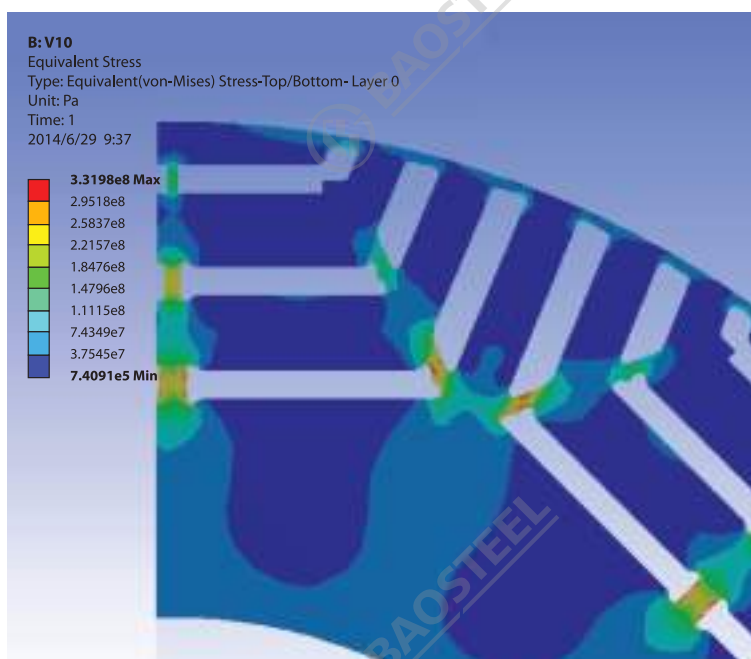 B: V10
Equivalent Stress
Type: Equivalent(von-Mises) Stress-Top/Bottom- Layer 0
Unit: Pa
Time: 1
2014/6/29 9:37
3.3198e8 Max
2.9518e8
2.5837e8
2.2157e8
1.8476e8
1.4796e8
1.1115e8
7.4349e7
3.7545e7
7.4091e5 Min
BAOSTEEL
BAOSTEEL